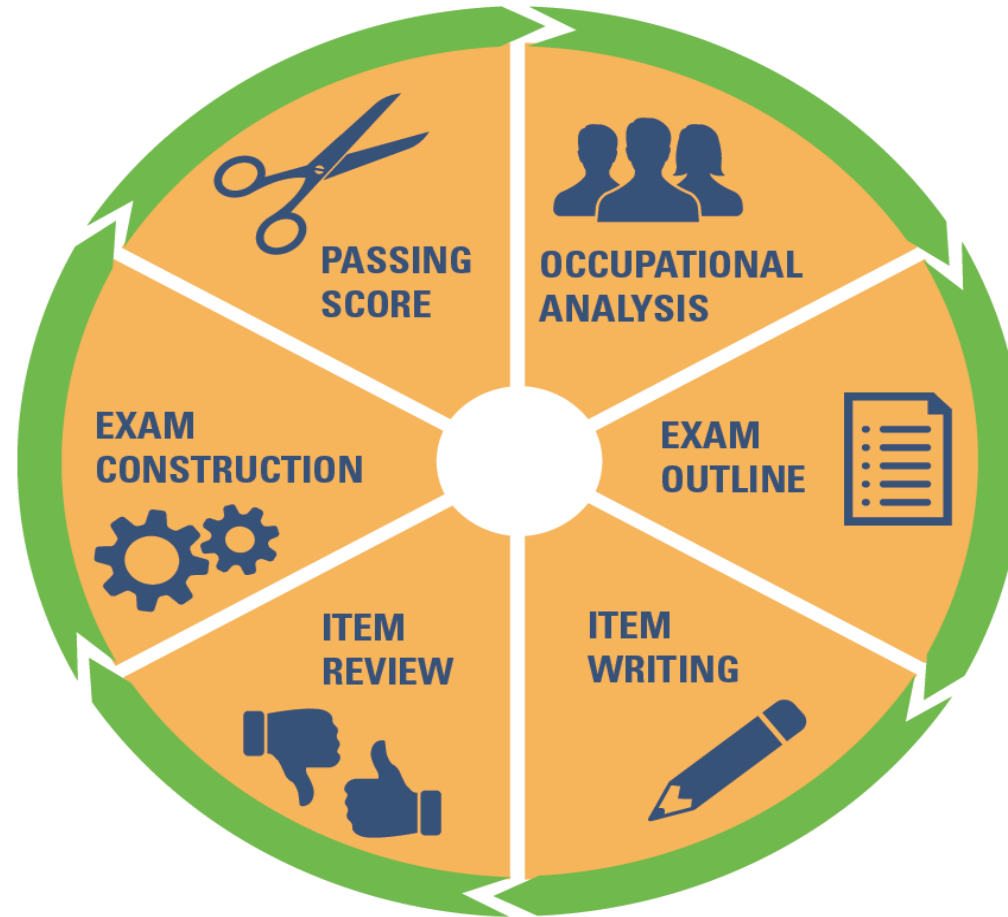 OCCUPATIONAL
ANALYSIS
EXAM
OUTLINE
ITEM
WRITING
ITEM
REVIEW
EXAM
CONSTRUCTION
PASSING
SCORE